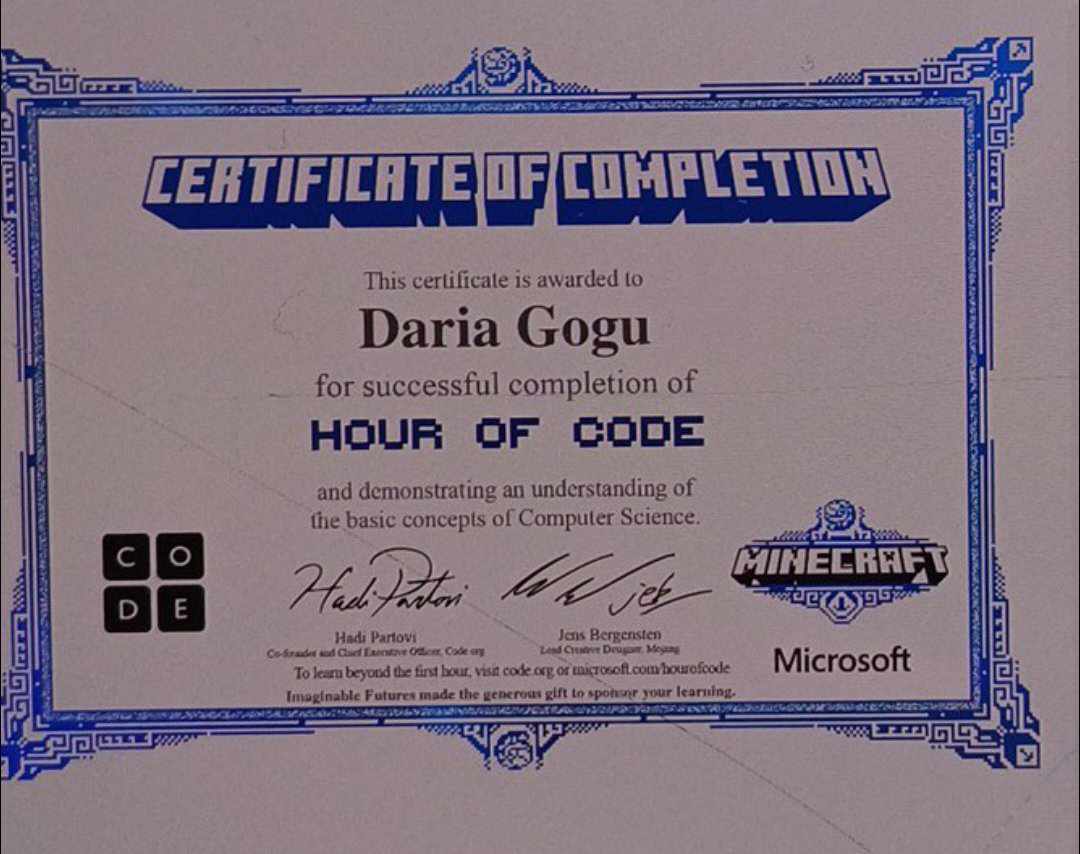 CERTIFICATE OF COMPLETION
This certificate is awarded to
Daria Gogu
for successful completion of
HOUR OF CODE
and demonstrating an understanding of
the basic concepts of Computer Science.
C O
D E
Hadi Partovi
Hadi Partovi
Co-founder and Chief Executive Officer, Code.org
jeb
Jens Bergensten
Lead Creative Designer, Mojang
To learn beyond the first hour, visit code.org or microsoft.com/hourofcode
Imaginable Futures made the generous gift to sponsor your learning.
MINECRAFT
Microsoft